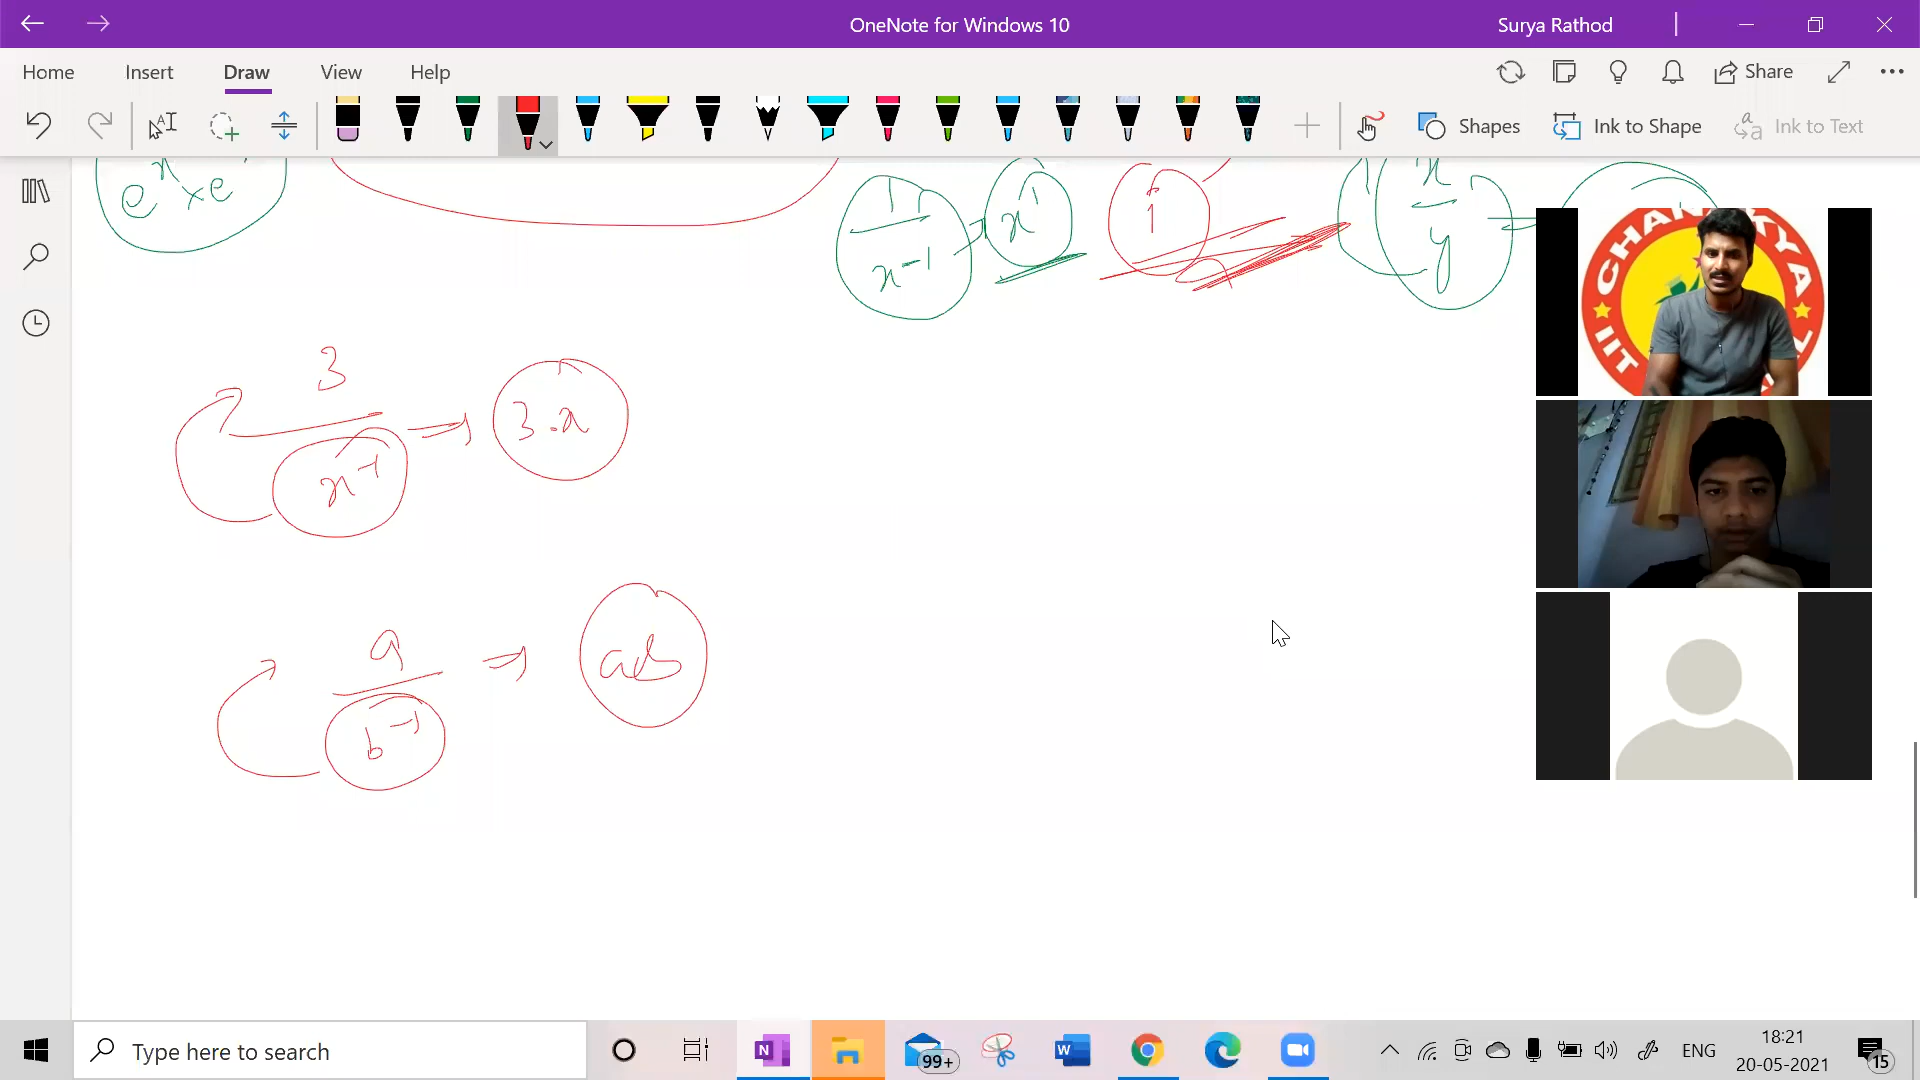 OneNote for Windows 10
Surya Rathod
Home Insert Draw View Help
Share
Shapes
Ink to Shape
Ink to Text
e^x × e
1/x^-1 → x^1
1
x/y =
CHANAKYA
IIT
3/x^-1 → 3.x
a/b^-1 → ab
Type here to search
99+
ENG
18:21
20-05-2021
15